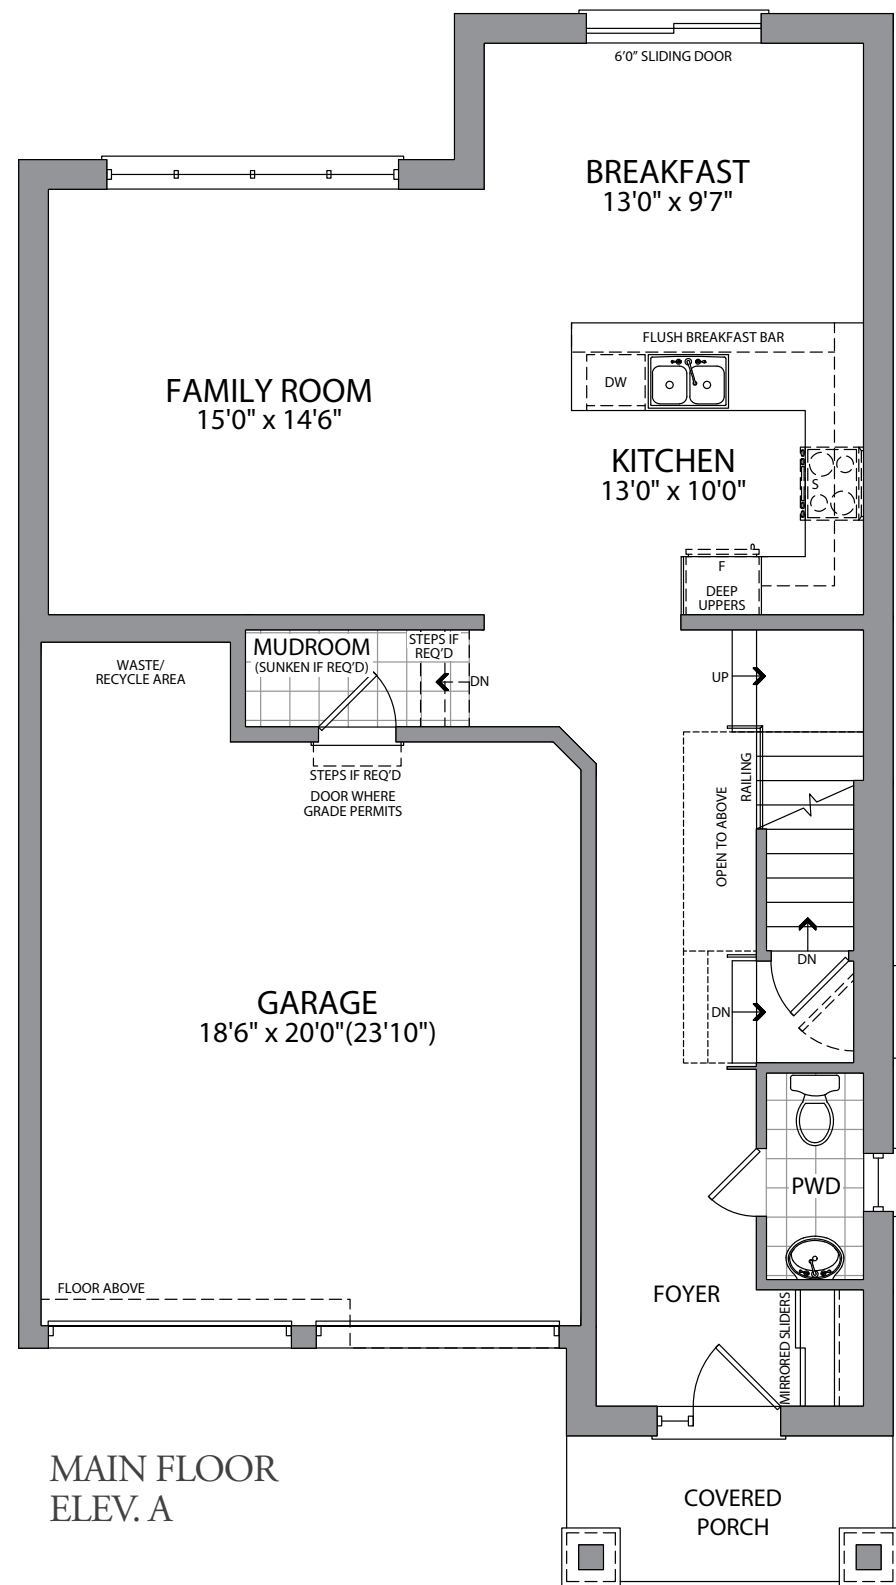 6'0" SLIDING DOOR
BREAKFAST
13'0" x 9'7"
FLUSH BREAKFAST BAR
DW
FAMILY ROOM
15'0" x 14'6"
KITCHEN
13'0" x 10'0"
S
F
DEEP
UPPERS
MUDROOM
(SUNKEN IF REQ'D)
STEPS IF
REQ'D
DN
WASTE/
RECYCLE AREA
UP
STEPS IF REQ'D
DOOR WHERE
GRADE PERMITS
RAILING
OPEN TO ABOVE
DN
DN
GARAGE
18'6" x 20'0"(23'10")
PWD
FLOOR ABOVE
FOYER
MIRRORED SLIDERS
MAIN FLOOR
ELEV. A
COVERED
PORCH